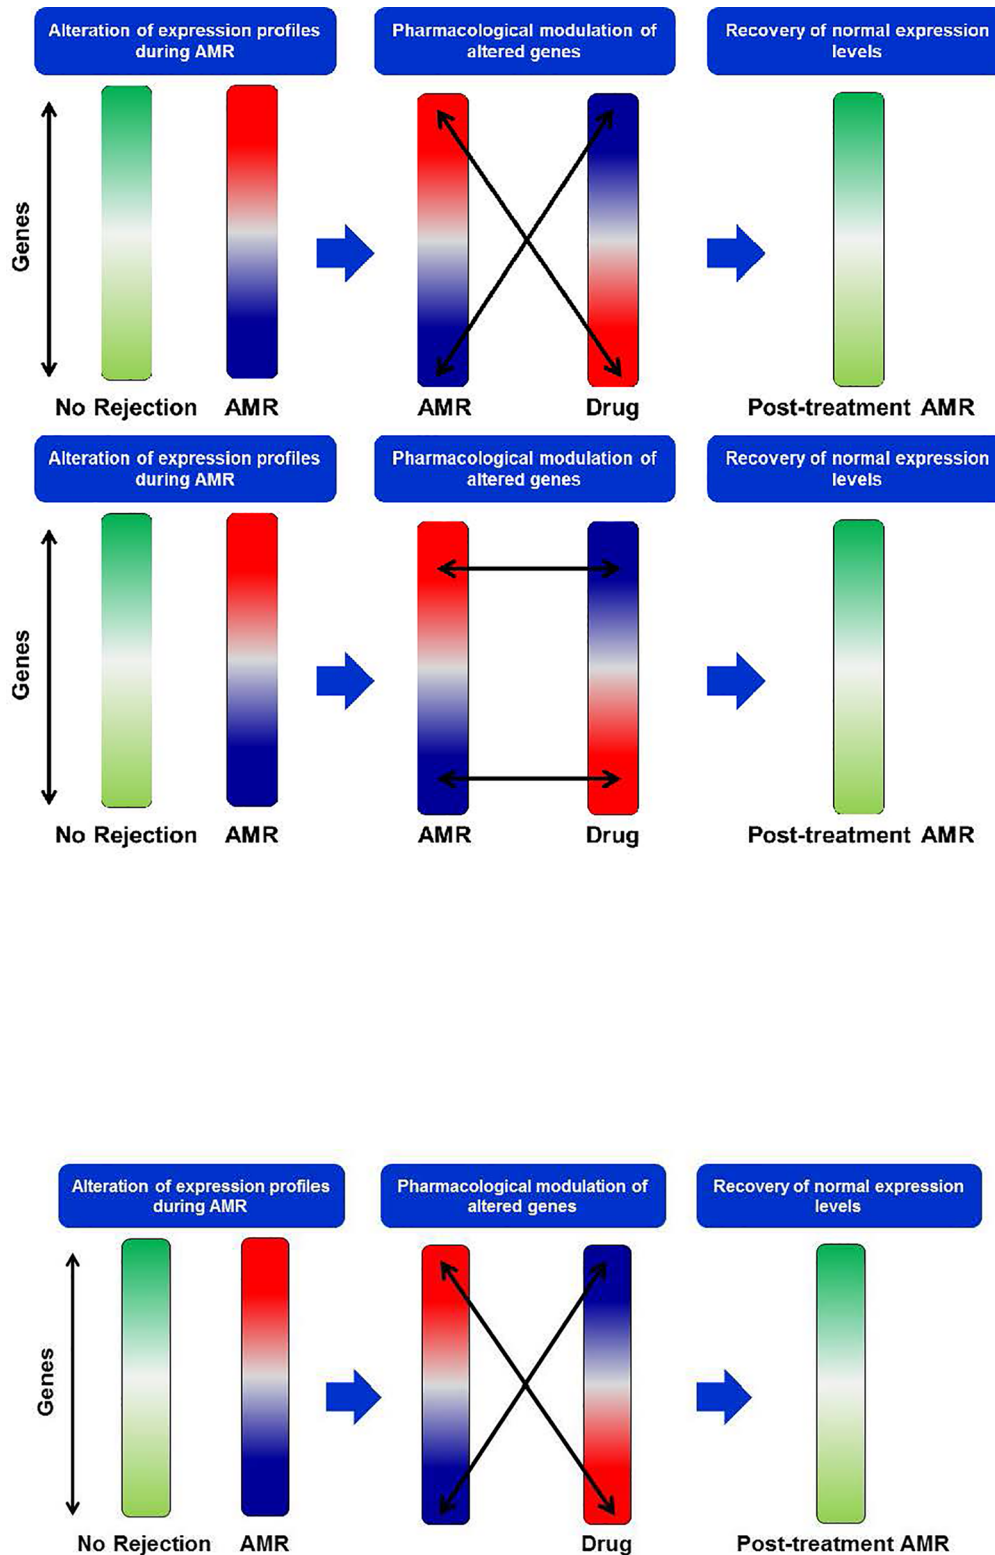 Alteration of expression profiles
during AMR
Pharmacological modulation of
altered genes
Recovery of normal expression
levels
Genes
No Rejection
AMR
AMR
Drug
Post-treatment AMR
Alteration of expression profiles
during AMR
Pharmacological modulation of
altered genes
Recovery of normal expression
levels
Genes
No Rejection
AMR
AMR
Drug
Post-treatment AMR
Alteration of expression profiles
during AMR
Pharmacological modulation of
altered genes
Recovery of normal expression
levels
Genes
No Rejection
AMR
Drug
Post-treatment AMR